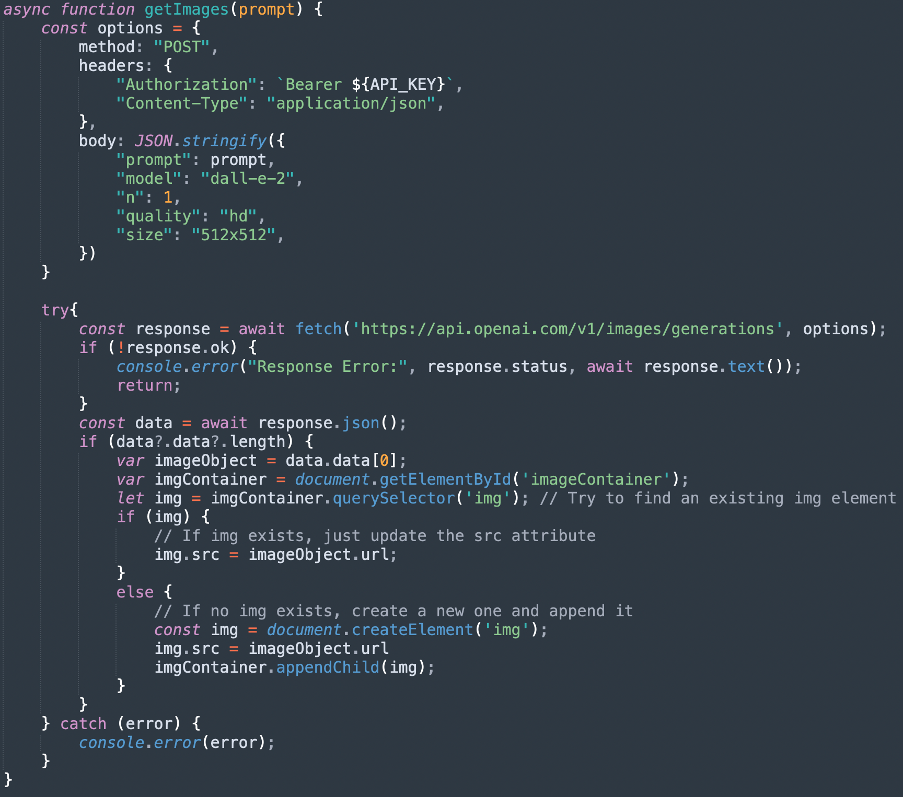 async function getImages(prompt) {
    const options = {
        method: "POST",
        headers: {
            "Authorization": `Bearer ${API_KEY}`,
            "Content-Type": "application/json",
        },
        body: JSON.stringify({
            "prompt": prompt,
            "model": "dall-e-2",
            "n": 1,
            "quality": "hd",
            "size": "512x512",
        })
    }

    try{
        const response = await fetch('https://api.openai.com/v1/images/generations', options);
        if (!response.ok) {
            console.error("Response Error:", response.status, await response.text());
            return;
        }
        const data = await response.json();
        if (data?.data?.length) {
            var imageObject = data.data[0];
            var imgContainer = document.getElementById('imageContainer');
            let img = imgContainer.querySelector('img'); // Try to find an existing img element
            if (img) {
                // If img exists, just update the src attribute
                img.src = imageObject.url;
            }
            else {
                // If no img exists, create a new one and append it
                const img = document.createElement('img');
                img.src = imageObject.url
                imgContainer.appendChild(img);
            }
        }
    } catch (error) {
        console.error(error);
    }
}